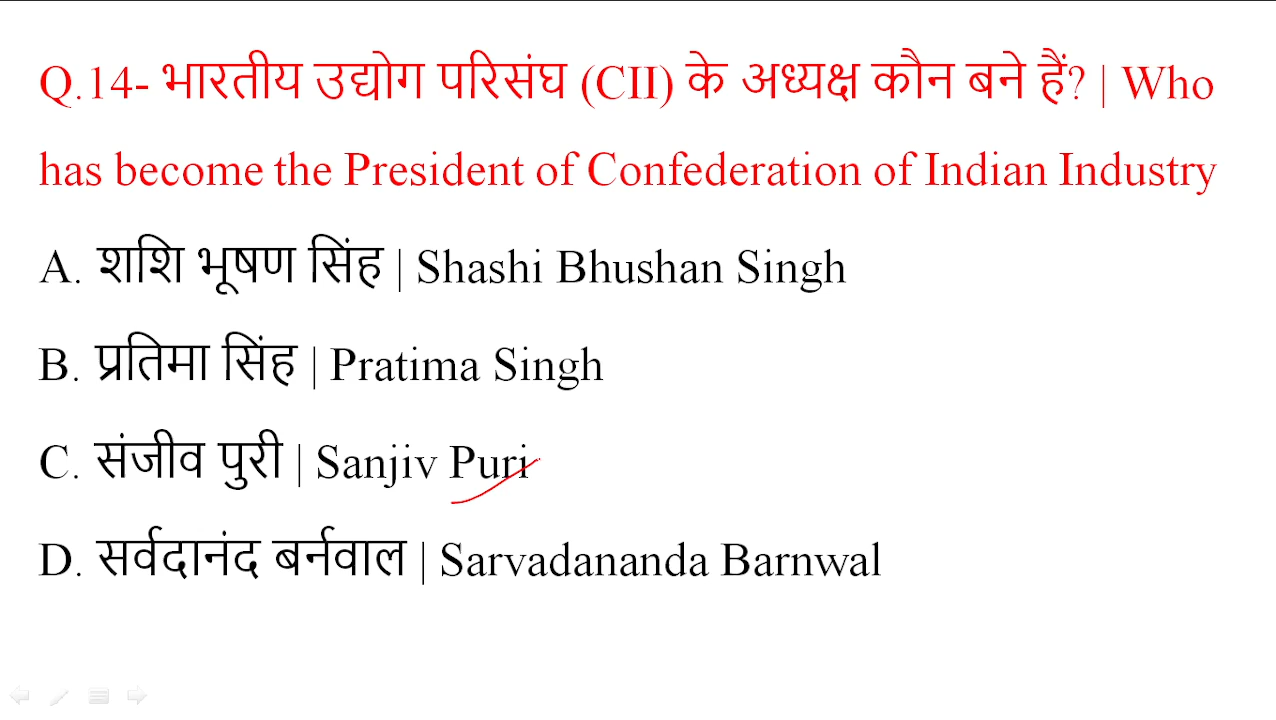 Q.14- भारतीय उद्योग परिसंघ (CII) के अध्यक्ष कौन बने हैं? | Who
has become the President of Confederation of Indian Industry
A. शशि भूषण सिंह | Shashi Bhushan Singh
B. प्रतिमा सिंह | Pratima Singh
C. संजीव पुरी | Sanjiv Puri
D. सर्वदानंद बर्नवाल | Sarvadananda Barnwal